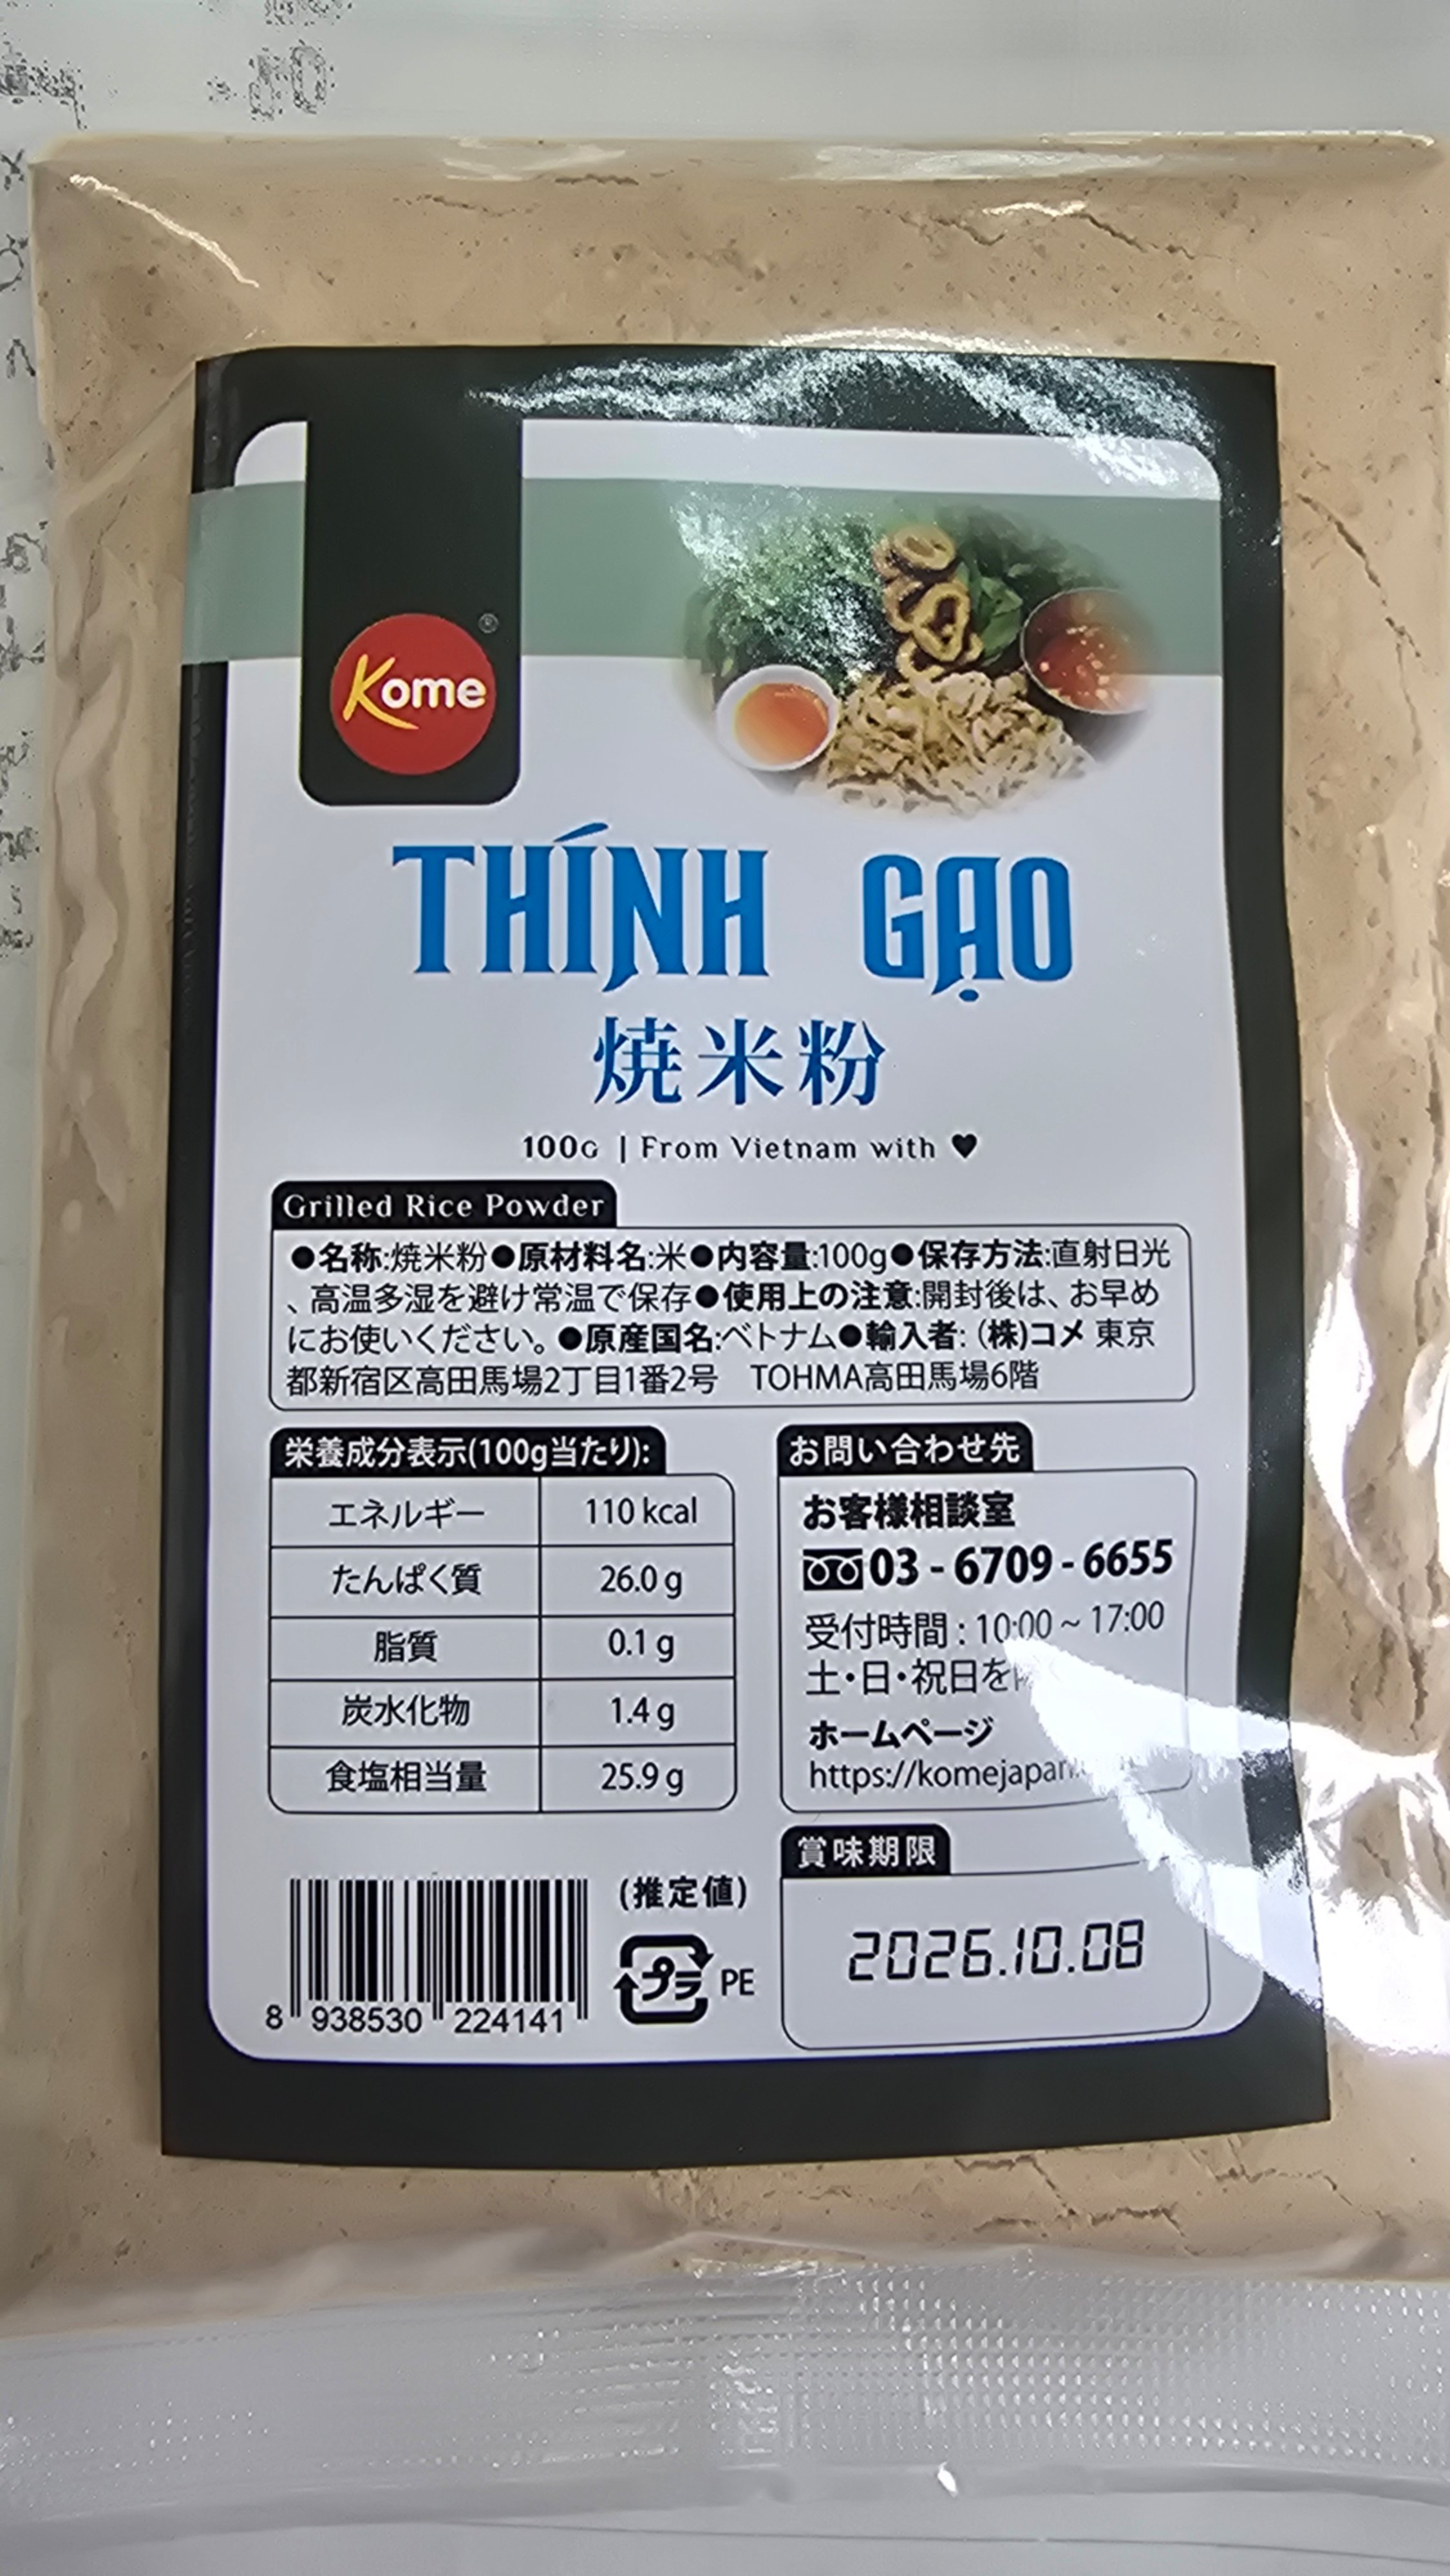 Kome
®
THÍNH GẠO
焼米粉
100G | From Vietnam with ♥
Grilled Rice Powder
●名称:焼米粉●原材料名:米●内容量:100g●保存方法:直射日光
、高温多湿を避け常温で保存●使用上の注意:開封後は、お早め
にお使いください。●原産国名:ベトナム●輸入者: (株)コメ 東京
都新宿区高田馬場2丁目1番2号　TOHMA高田馬場6階
栄養成分表示(100g当たり):
エネルギー 110 kcal
たんぱく質 26.0 g
脂質 0.1 g
炭水化物 1.4 g
食塩相当量 25.9 g
(推定値)
プラ PE
8 938530 224141
お問い合わせ先
お客様相談室
03 - 6709 - 6655
受付時間 : 10:00 ~ 17:00
土・日・祝日を
ホームページ
https://komejapan.
賞味期限
2026.10.08